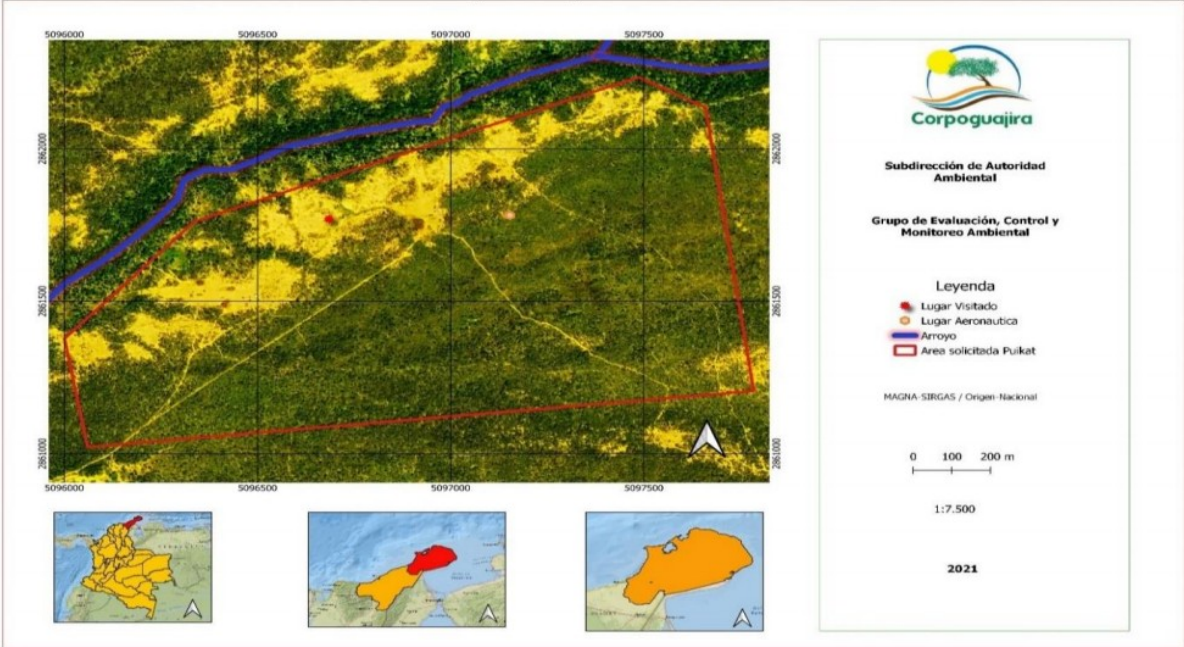 5096000
5096500
5097000
5097500
2862000
2862000
2861500
2861500
2861000
2861000
5096000
5096500
5097000
5097500
Corpoguajira
Subdirección de Autoridad
Ambiental
Grupo de Evaluación, Control y
Monitoreo Ambiental
Leyenda
Lugar Visitado
Lugar Aeronautica
Arroyo
Area solicitada Puikat
MAGNA-SIRGAS / Origen-Nacional
0 100 200 m
1:7.500
2021